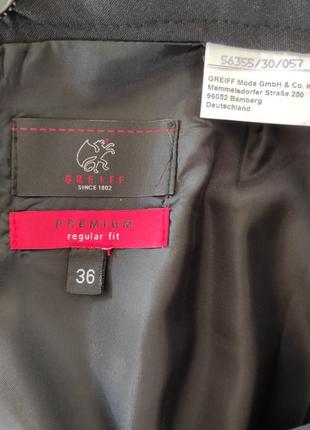 56355/30/057
GREIFF Mode GmbH & Co. K
Memmelsdorfer Straße 250
96052 Bamberg
Deutschland
GREIFF
SINCE 1802
PREMIUM
regular fit
36